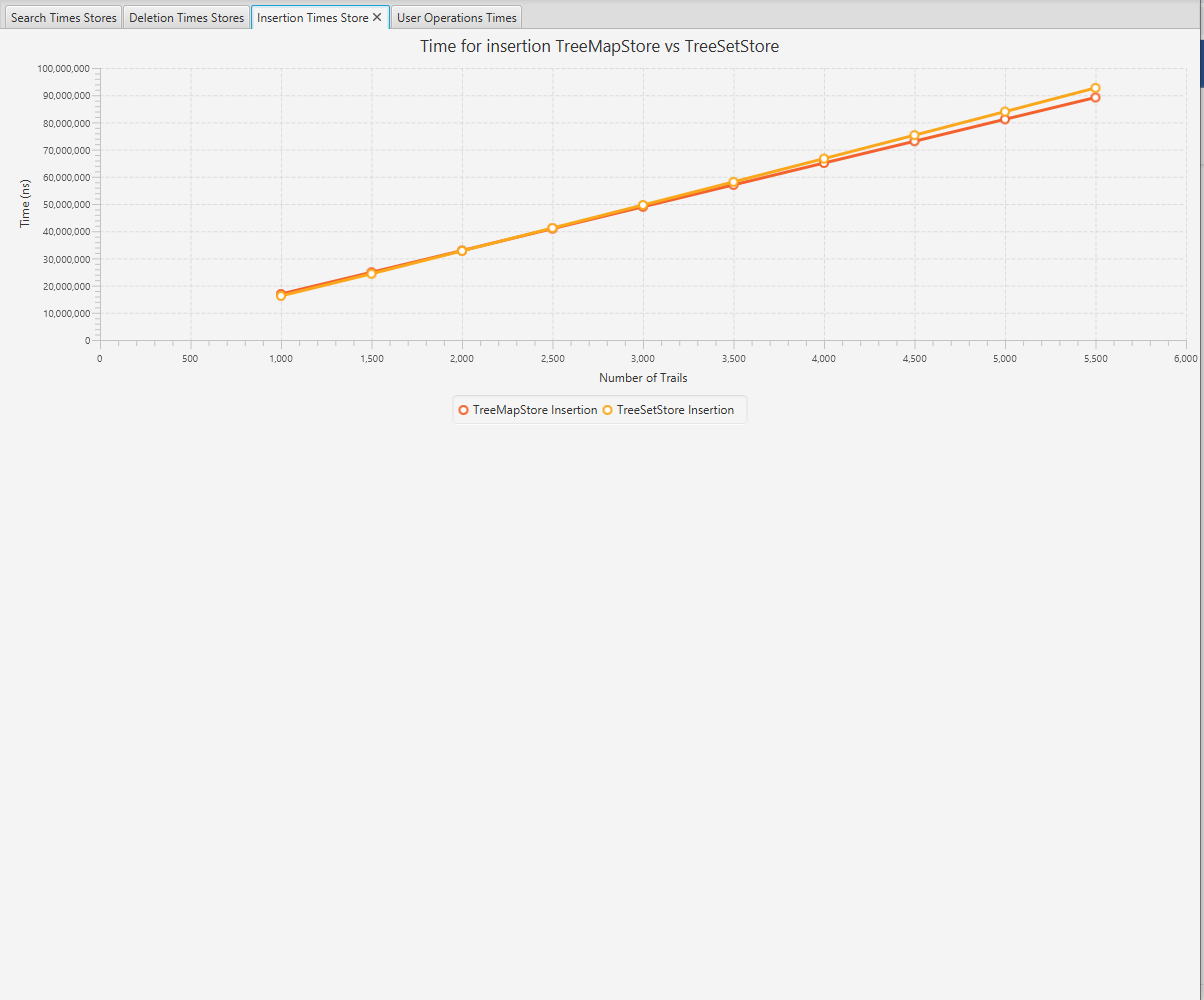 Search Times Stores Deletion Times Stores Insertion Times Store User Operations Times
Time for insertion TreeMapStore vs TreeSetStore
100,000,000
90,000,000
80,000,000
70,000,000
60,000,000
50,000,000
40,000,000
30,000,000
20,000,000
10,000,000
0
Time (ns)
0 500 1,000 1,500 2,000 2,500 3,000 3,500 4,000 4,500 5,000 5,500 6,000
Number of Trails
TreeMapStore Insertion TreeSetStore Insertion